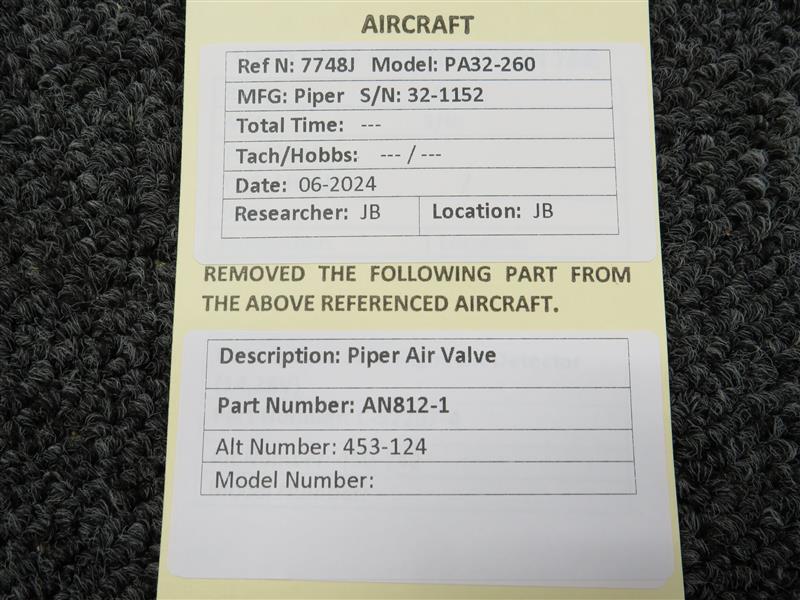 AIRCRAFT
Ref N: 7748J Model: PA32-260
MFG: Piper S/N: 32-1152
Total Time: ---
Tach/Hobbs: --- / ---
Date: 06-2024
Researcher: JB Location: JB
REMOVED THE FOLLOWING PART FROM
THE ABOVE REFERENCED AIRCRAFT.
Description: Piper Air Valve
Part Number: AN812-1
Alt Number: 453-124
Model Number: